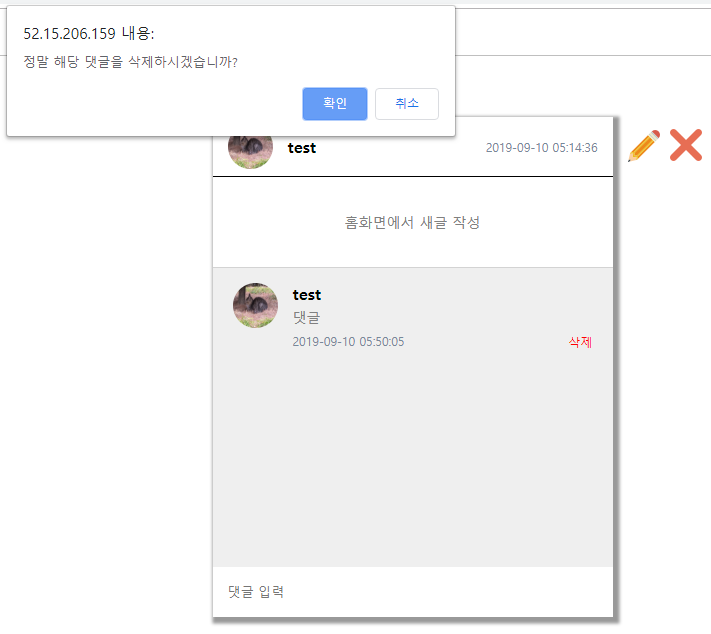 52.15.206.159 내용:
정말 해당 댓글을 삭제하시겠습니까?
확인 취소
test 2019-09-10 05:14:36
홈화면에서 새글 작성
test
댓글
2019-09-10 05:50:05 삭제
댓글 입력